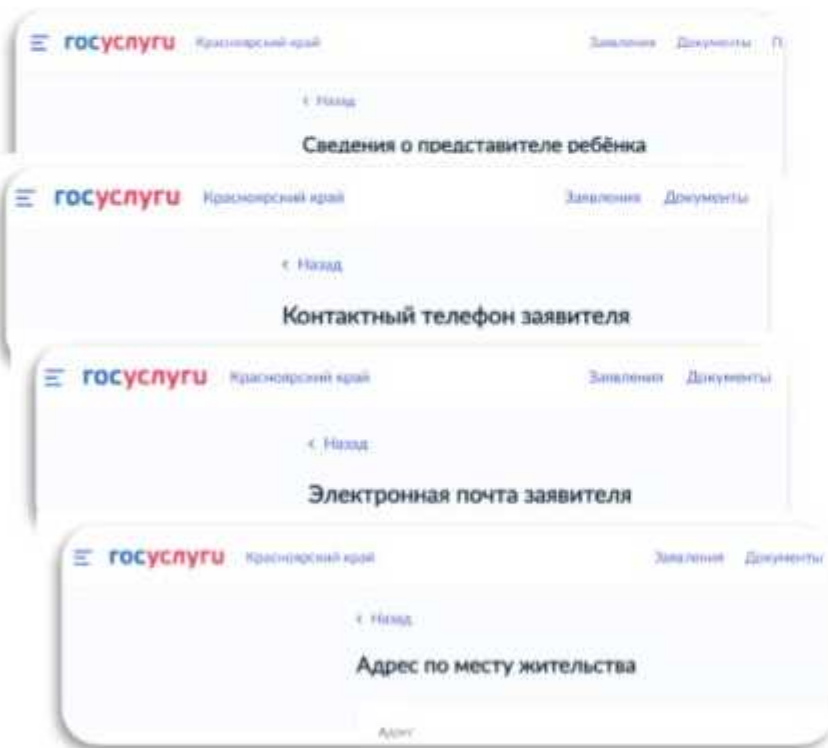 госуслуги Красноярский край Заявления Документы П
Назад
Сведения о представителе ребёнка
госуслуги Красноярский край Заявления Документы
Назад
Контактный телефон заявителя
госуслуги Красноярский край Заявления Документы
Назад
Электронная почта заявителя
госуслуги Красноярский край Заявления Документы
Назад
Адрес по месту жительства
Адрес